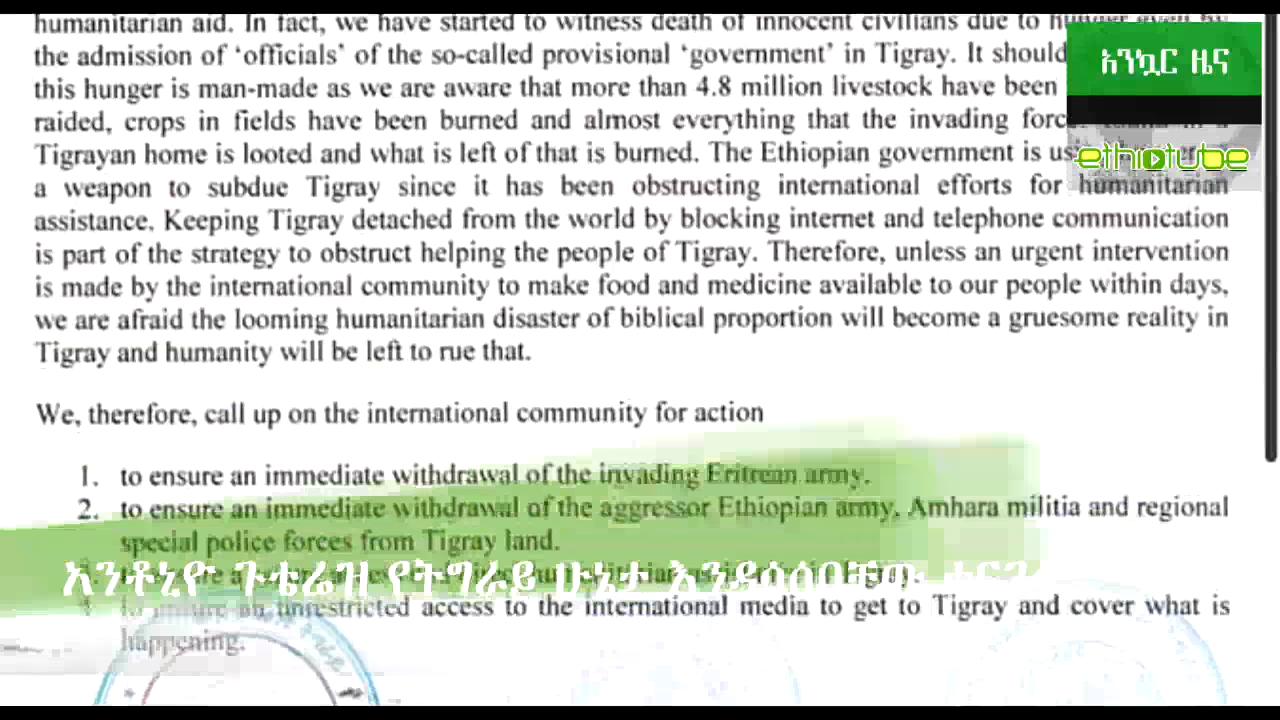 humanitarian aid. In fact, we have started to witness death of innocent civilians due to hunger even by
the admission of ‘officials’ of the so-called provisional ‘government’ in Tigray. It should
this hunger is man-made as we are aware that more than 4.8 million livestock have been
raided, crops in fields have been burned and almost everything that the invading
Tigrayan home is looted and what is left of that is burned. The Ethiopian government is
a weapon to subdue Tigray since it has been obstructing international efforts for humanitarian
assistance. Keeping Tigray detached from the world by blocking internet and telephone communication
is part of the strategy to obstruct helping the people of Tigray. Therefore, unless an urgent intervention
is made by the international community to make food and medicine available to our people within days,
we are afraid the looming humanitarian disaster of biblical proportion will become a gruesome reality in
Tigray and humanity will be left to rue that.
We, therefore, call up on the international community for action
1. to ensure an immediate withdrawal of the invading Eritrean army.
2. to ensure an immediate withdrawal of the aggressor Ethiopian army, Amhara militia and regional
special police forces from Tigray land.
4. unrestricted access to the international media to get to Tigray and cover what is
happening.
አንኳር ዜና
ethiotube
አንቶኒዮ ጉቴሬዝ የትግራይ ሁኔታ እንዳሳሰባቸው